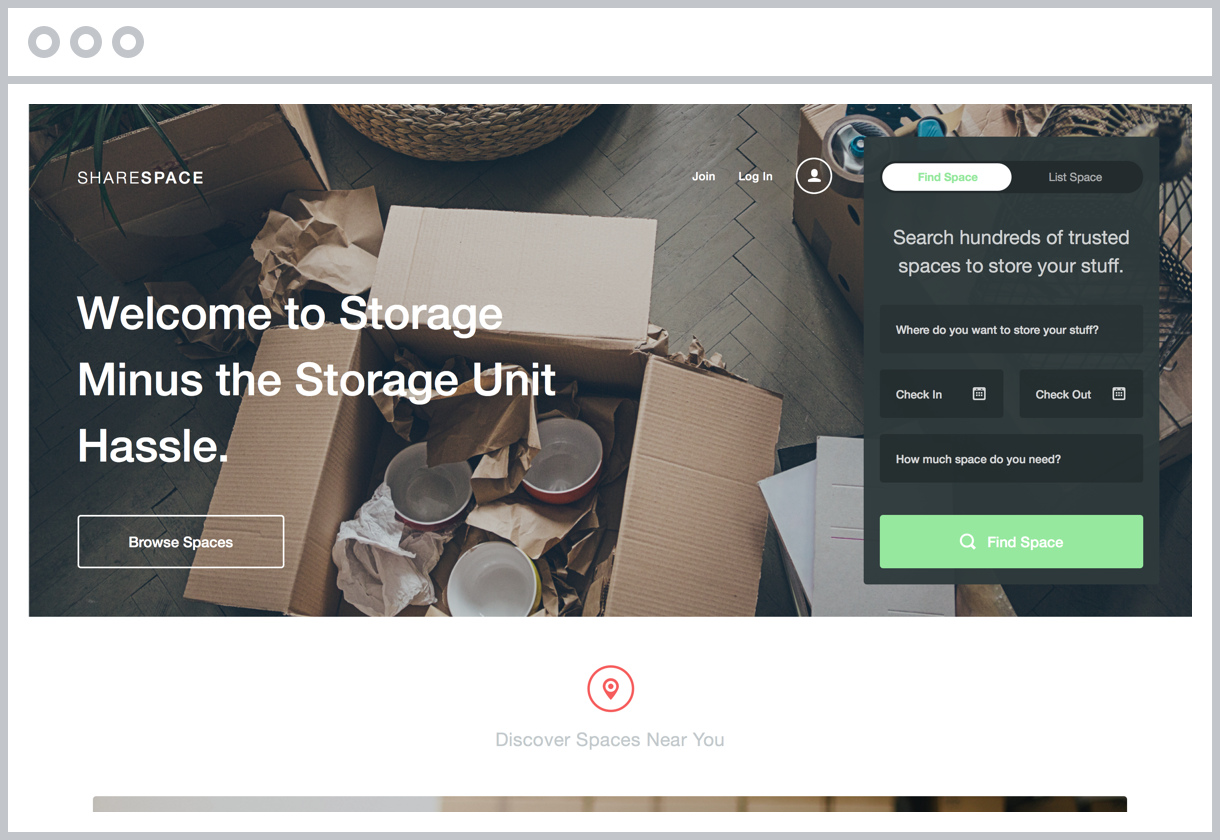 SHARESPACE
Join
Log In
Find Space
List Space
Search hundreds of trusted
spaces to store your stuff.
Where do you want to store your stuff?
Check In
Check Out
How much space do you need?
Find Space
Welcome to Storage
Minus the Storage Unit
Hassle.
Browse Spaces
Discover Spaces Near You